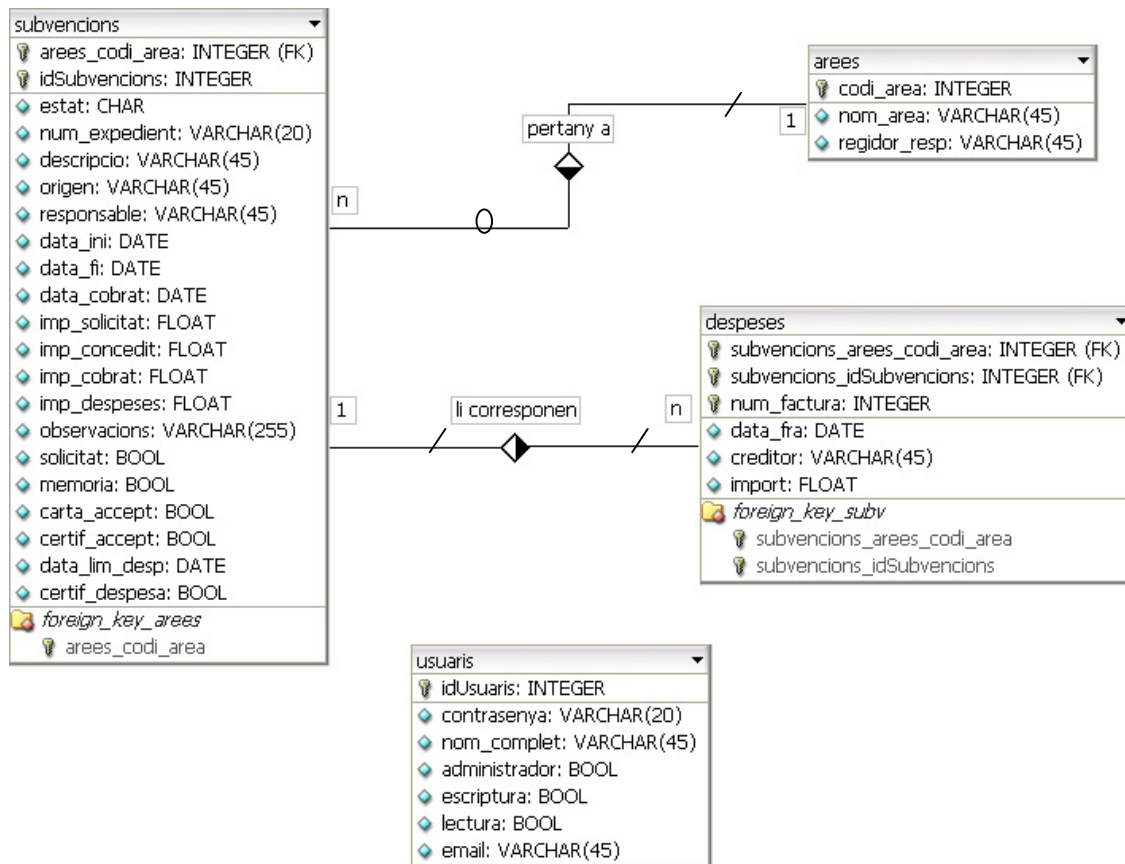 subvencions
arees_codi_area: INTEGER (FK)
idSubvencions: INTEGER
estat: CHAR
num_expedient: VARCHAR(20)
descripcio: VARCHAR(45)
origen: VARCHAR(45)
responsable: VARCHAR(45)
data_ini: DATE
data_fi: DATE
data_cobrat: DATE
imp_solicitat: FLOAT
imp_concedit: FLOAT
imp_cobrat: FLOAT
imp_despeses: FLOAT
observacions: VARCHAR(255)
solicitat: BOOL
memoria: BOOL
carta_accept: BOOL
certif_accept: BOOL
data_lim_desp: DATE
certif_despesa: BOOL
foreign_key_arees
arees_codi_area
n
pertany a
1
arees
codi_area: INTEGER
nom_area: VARCHAR(45)
regidor_resp: VARCHAR(45)
1
li corresponen
n
despeses
subvencions_arees_codi_area: INTEGER (FK)
subvencions_idSubvencions: INTEGER (FK)
num_factura: INTEGER
data_fra: DATE
creditor: VARCHAR(45)
import: FLOAT
foreign_key_subv
subvencions_arees_codi_area
subvencions_idSubvencions
usuaris
idUsuaris: INTEGER
contrasenya: VARCHAR(20)
nom_complet: VARCHAR(45)
administrador: BOOL
escriptura: BOOL
lectura: BOOL
email: VARCHAR(45)